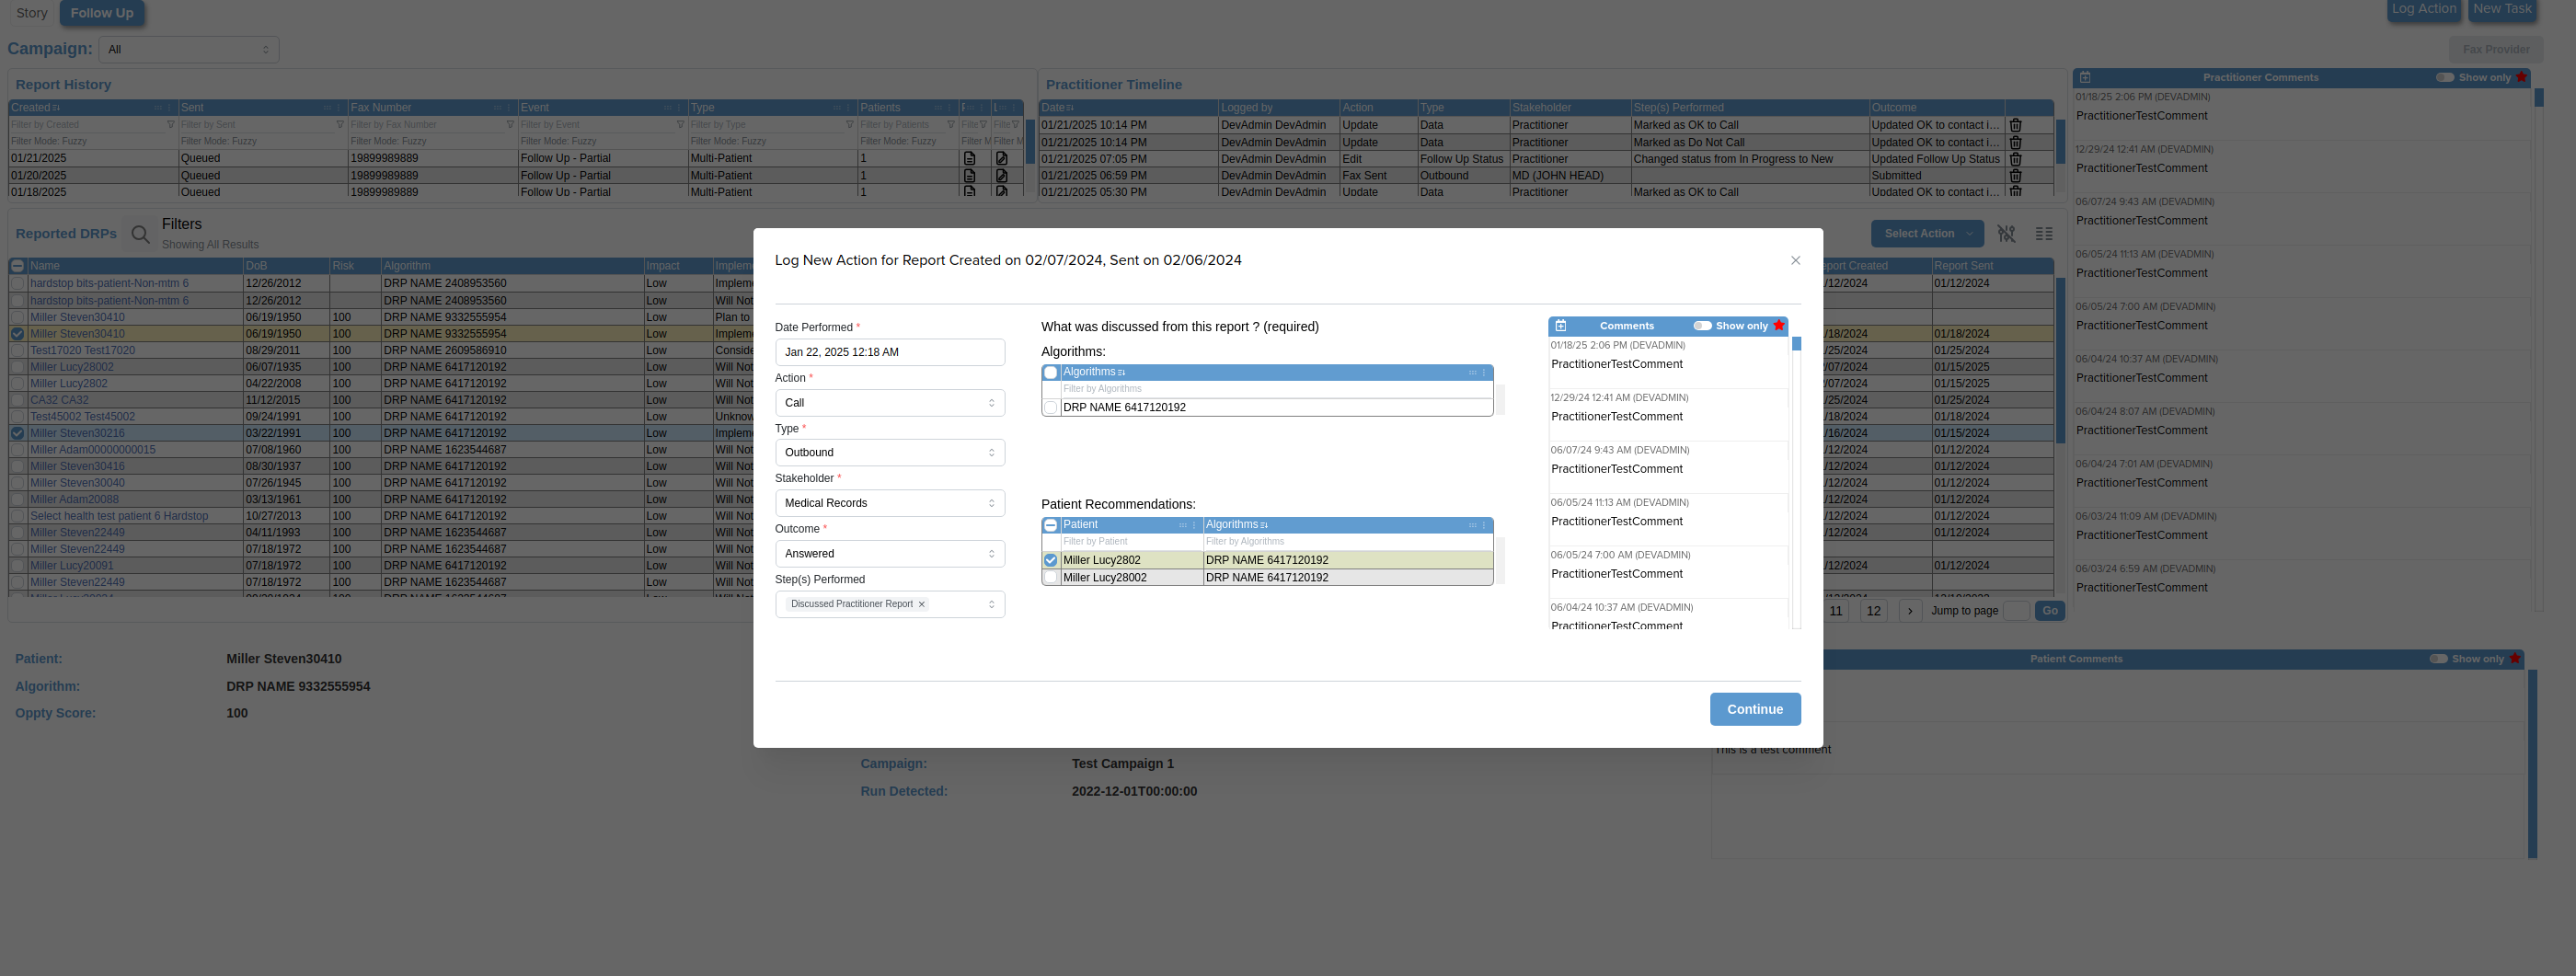 Story Follow Up Log Action New Task
Campaign: All Fax Provider
Report History
Created Sent Fax Number Event Type Patients
Filter by Created Filter by Sent Filter by Fax Number Filter by Event Filter by Type Filter by Patients Filte Filte
Filter Mode: Fuzzy Filter Mode: Fuzzy Filter Mode: Fuzzy Filter Mode: Fuzzy Filter Mode: Fuzzy Filter Mode: Fuzzy Filter M Filter M
01/21/2025 Queued 19899989889 Follow Up - Partial Multi-Patient 1
01/20/2025 Queued 19899989889 Follow Up - Partial Multi-Patient 1
01/18/2025 Queued 19899989889 Follow Up - Partial Multi-Patient 1
Practitioner Timeline
Date Logged by Action Type Stakeholder Step(s) Performed Outcome
01/21/2025 10:14 PM DevAdmin DevAdmin Update Data Practitioner Marked as OK to Call Updated OK to contact i...
01/21/2025 10:14 PM DevAdmin DevAdmin Update Data Practitioner Marked as Do Not Call Updated OK to contact i...
01/21/2025 07:05 PM DevAdmin DevAdmin Edit Follow Up Status Practitioner Changed status from In Progress to New Updated Follow Up Status
01/21/2025 06:59 PM DevAdmin DevAdmin Fax Sent Outbound MD (JOHN HEAD) Submitted
01/21/2025 05:30 PM DevAdmin DevAdmin Update Data Practitioner Marked as OK to Call Updated OK to contact i...
Practitioner Comments Show only
01/18/25 2:06 PM (DEVADMIN)
PractitionerTestComment
12/29/24 12:41 AM (DEVADMIN)
PractitionerTestComment
06/07/24 9:43 AM (DEVADMIN)
PractitionerTestComment
06/05/24 11:13 AM (DEVADMIN)
PractitionerTestComment
06/05/24 7:00 AM (DEVADMIN)
PractitionerTestComment
06/04/24 10:37 AM (DEVADMIN)
PractitionerTestComment
06/04/24 8:07 AM (DEVADMIN)
PractitionerTestComment
06/04/24 7:01 AM (DEVADMIN)
PractitionerTestComment
06/03/24 11:09 AM (DEVADMIN)
PractitionerTestComment
06/03/24 6:59 AM (DEVADMIN)
PractitionerTestComment
Reported DRPs Filters Select Action
Showing All Results
Name DoB Risk Algorithm Impact Implem eport Created Report Sent
hardstop bits-patient-Non-mtm 6 12/26/2012 DRP NAME 2408953560 Low Implem /12/2024 01/12/2024
hardstop bits-patient-Non-mtm 6 12/26/2012 DRP NAME 2408953560 Low Will Not
Miller Steven30410 06/19/1950 100 DRP NAME 9332555954 Low Plan to
Miller Steven30410 06/19/1950 100 DRP NAME 9332555954 Low Impleme /18/2024 01/18/2024
Test17020 Test17020 08/29/2011 100 DRP NAME 2609586910 Low Conside /25/2024 01/25/2024
Miller Lucy28002 06/07/1935 100 DRP NAME 6417120192 Low Will Not /07/2024 01/15/2025
Miller Lucy2802 04/22/2008 100 DRP NAME 6417120192 Low Will Not /07/2024 01/15/2025
CA32 CA32 11/12/2015 100 DRP NAME 6417120192 Low Will Not /25/2024 01/25/2024
Test45002 Test45002 09/24/1991 100 DRP NAME 6417120192 Low Unknow /18/2024 01/18/2024
Miller Steven30216 03/22/1991 100 DRP NAME 6417120192 Low Impleme /16/2024 01/15/2024
Miller Adam00000000015 07/08/1960 100 DRP NAME 1623544687 Low Will Not /12/2024 01/12/2024
Miller Steven30416 08/30/1937 100 DRP NAME 6417120192 Low Will Not /12/2024 01/12/2024
Miller Steven30040 07/26/1945 100 DRP NAME 6417120192 Low Will Not /12/2024 01/12/2024
Miller Adam20088 03/13/1961 100 DRP NAME 6417120192 Low Will Not /12/2024 01/12/2024
Select health test patient 6 Hardstop 10/27/2013 100 DRP NAME 6417120192 Low Will Not /12/2024 01/12/2024
Miller Steven22449 04/11/1993 100 DRP NAME 1623544687 Low Will Not /12/2024 01/12/2024
Miller Steven22449 07/18/1972 100 DRP NAME 1623544687 Low Will Not
Miller Lucy20091 07/18/1972 100 DRP NAME 1623544687 Low Will Not /12/2024 01/12/2024
Miller Steven22449 07/18/1972 100 DRP NAME 1623544687 Low Will Not
11 12 Jump to page Go
Log New Action for Report Created on 02/07/2024, Sent on 02/06/2024
Date Performed *
Jan 22, 2025 12:18 AM
Action *
Call
Type *
Outbound
Stakeholder *
Medical Records
Outcome *
Answered
Step(s) Performed
Discussed Practitioner Report
What was discussed from this report ? (required)
Algorithms:
Algorithms
Filter by Algorithms
DRP NAME 6417120192
Patient Recommendations:
Patient Algorithms
Filter by Patient Filter by Algorithms
Miller Lucy2802 DRP NAME 6417120192
Miller Lucy28002 DRP NAME 6417120192
Comments Show only
01/18/25 2:06 PM (DEVADMIN)
PractitionerTestComment
12/29/24 12:41 AM (DEVADMIN)
PractitionerTestComment
06/07/24 9:43 AM (DEVADMIN)
PractitionerTestComment
06/05/24 11:13 AM (DEVADMIN)
PractitionerTestComment
06/05/24 7:00 AM (DEVADMIN)
PractitionerTestComment
06/04/24 10:37 AM (DEVADMIN)
PractitionerTestComment
Continue
Patient: Miller Steven30410
Algorithm: DRP NAME 9332555954
Oppty Score: 100
Campaign: Test Campaign 1
Run Detected: 2022-12-01T00:00:00
Patient Comments Show only
This is a test comment